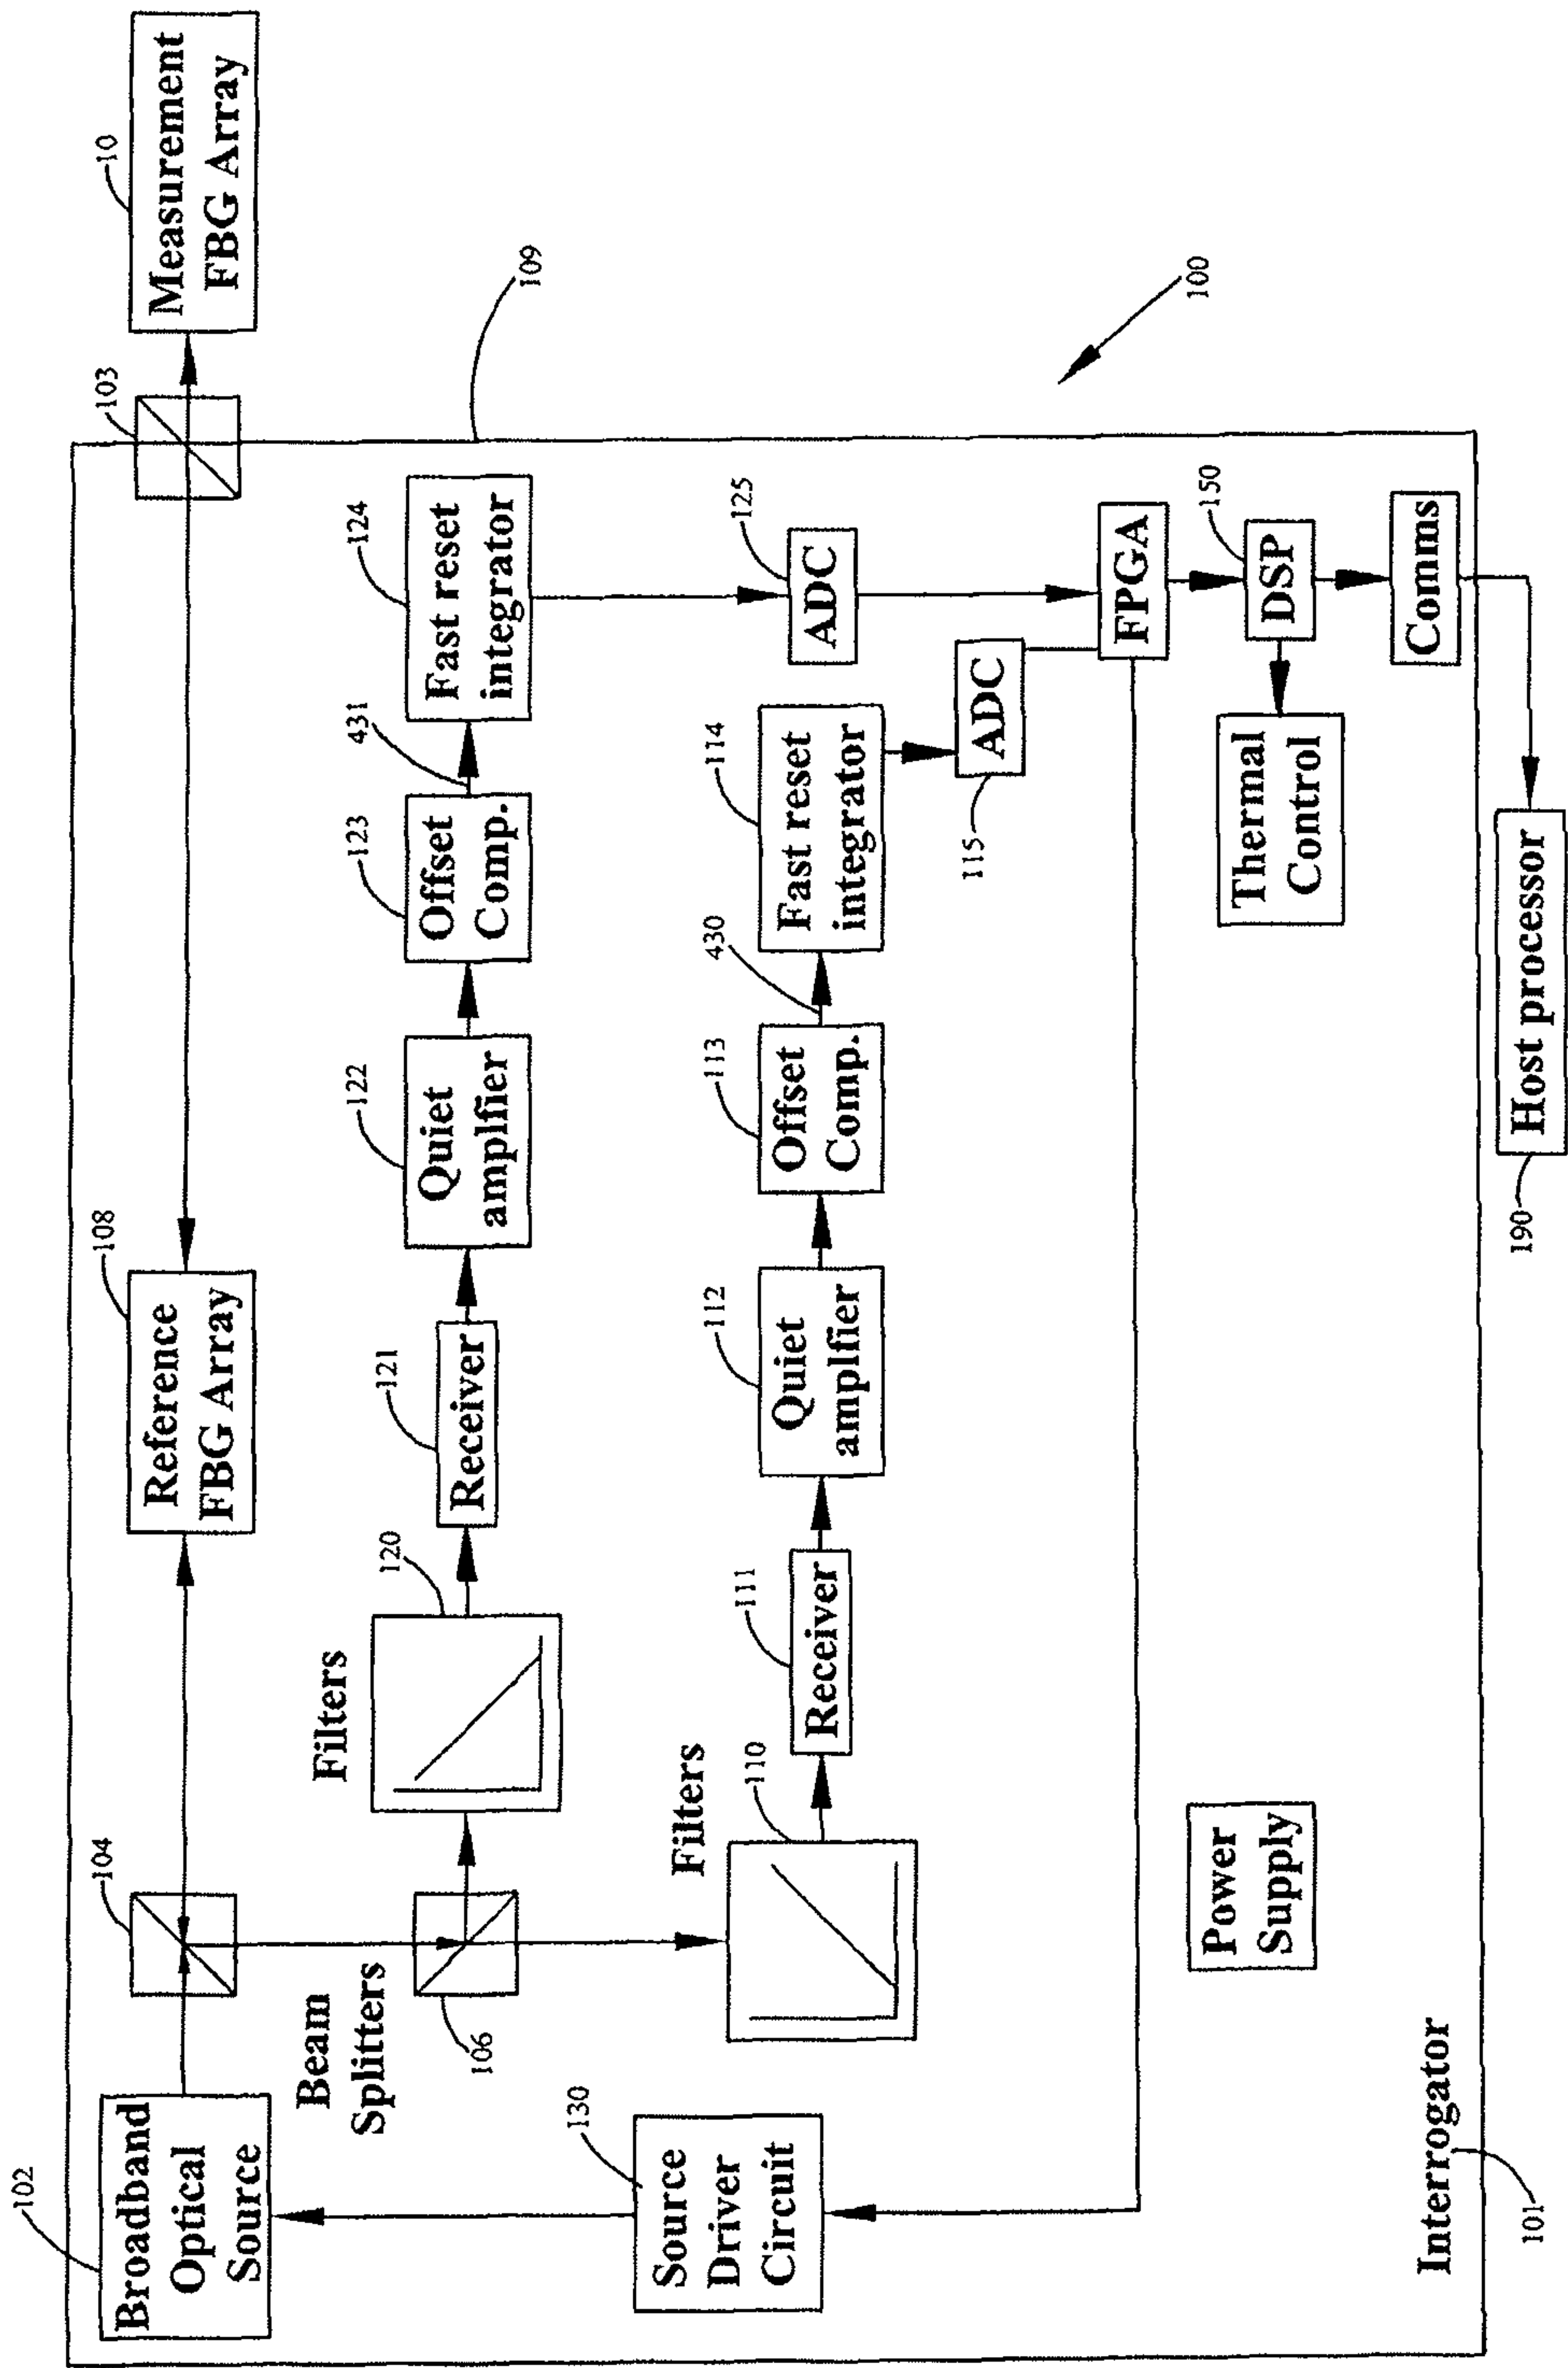 102
Broadband
Optical
Source
104
108
Reference
FBG Array
103
10
Measurement
FBG Array
Beam
Splitters
106
Filters
120
121
Receiver
122
Quiet
amplfier
123
Offset
Comp.
431
124
Fast reset
integrator
109
130
Source
Driver
Circuit
Filters
110
111
Receiver
112
Quiet
amplfier
113
Offset
Comp.
430
114
Fast reset
integrator
125
ADC
115
ADC
100
FPGA
150
DSP
Thermal
Control
Comms
Power
Supply
Interrogator
101
190
Host processor